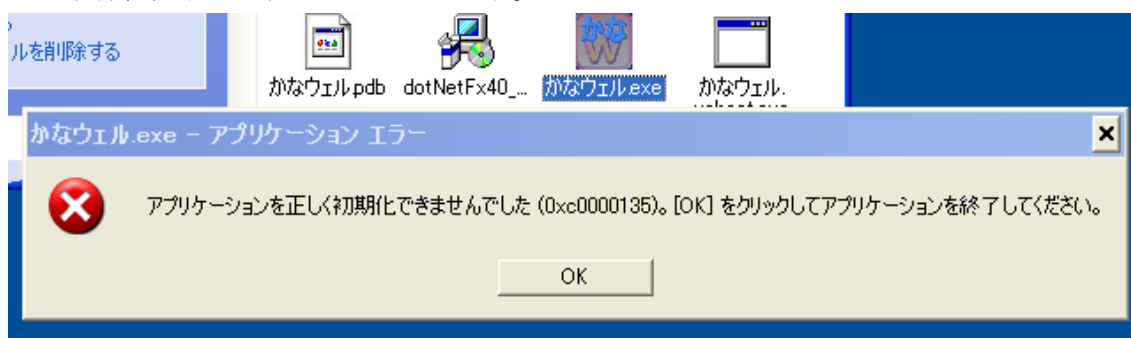 ルを削除する
かなウェル.pdb
dotNetFx40_...
かなウェル.exe
かなウェル.
かなウェル.exe - アプリケーション エラー
アプリケーションを正しく初期化できませんでした (0xc0000135)。[OK] をクリックしてアプリケーションを終了してください。
OK